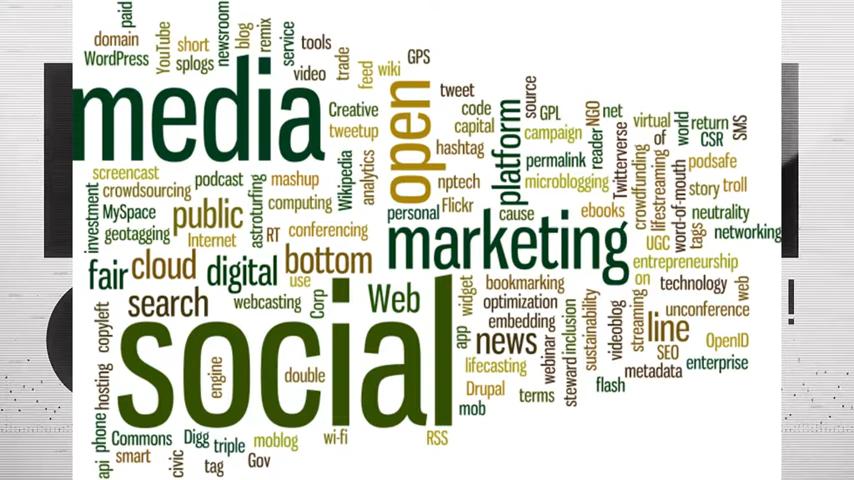 paid
domain
WordPress
YouTube
short
splogs
newsroom
blog
remix
service
tools
video
trade
feed
wiki
GPS
media
Creative
tweetup
open
tweet
code
capital
hashtag
platform
source
GPL
campaign
permalink
reader
NGO
net
Twitterverse
virtual
of
world
return
CSR
SMS
screencast
crowdsourcing
podcast
mashup
Wikipedia
analytics
nptech
microblogging
crowdfunding
lifestreaming
word-of-mouth
podsafe
story
troll
investment
MySpace
geotagging
public
Internet
astroturfing
computing
RT
conferencing
personal
Flickr
cause
ebooks
UGC
tags
neutrality
networking
marketing
fair
cloud
digital
use
bottom
entrepreneurship
on
technology
web
search
webcasting
Corp
Web
widget
bookmarking
optimization
embedding
inclusion
sustainability
videoblog
streaming
unconference
copyleft
social
app
news
webinar
steward
line
SEO
OpenID
metadata
enterprise
hosting
engine
double
lifecasting
Drupal
terms
flash
mob
phone
api
Commons
Digg
triple
moblog
wi-fi
RSS
smart
civic
tag
Gov
!